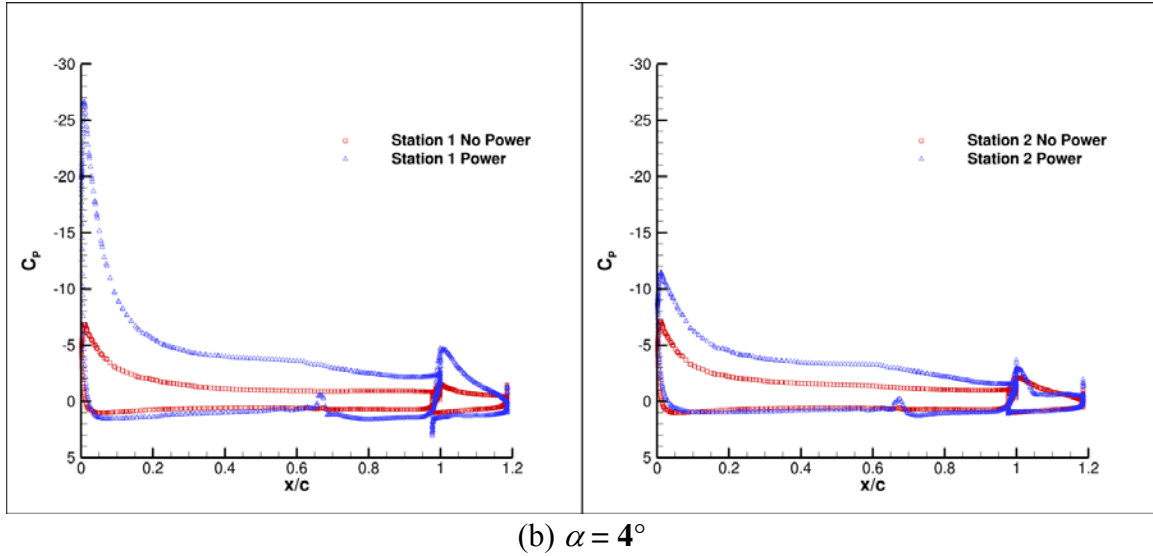 -30
-25
-20
-15
-10
-5
0
5
C_P
Station 1 No Power
Station 1 Power
0 0.2 0.4 0.6 0.8 1 1.2
x/c
-30
-25
-20
-15
-10
-5
0
5
C_P
Station 2 No Power
Station 2 Power
0 0.2 0.4 0.6 0.8 1 1.2
x/c
(b) α = 4°